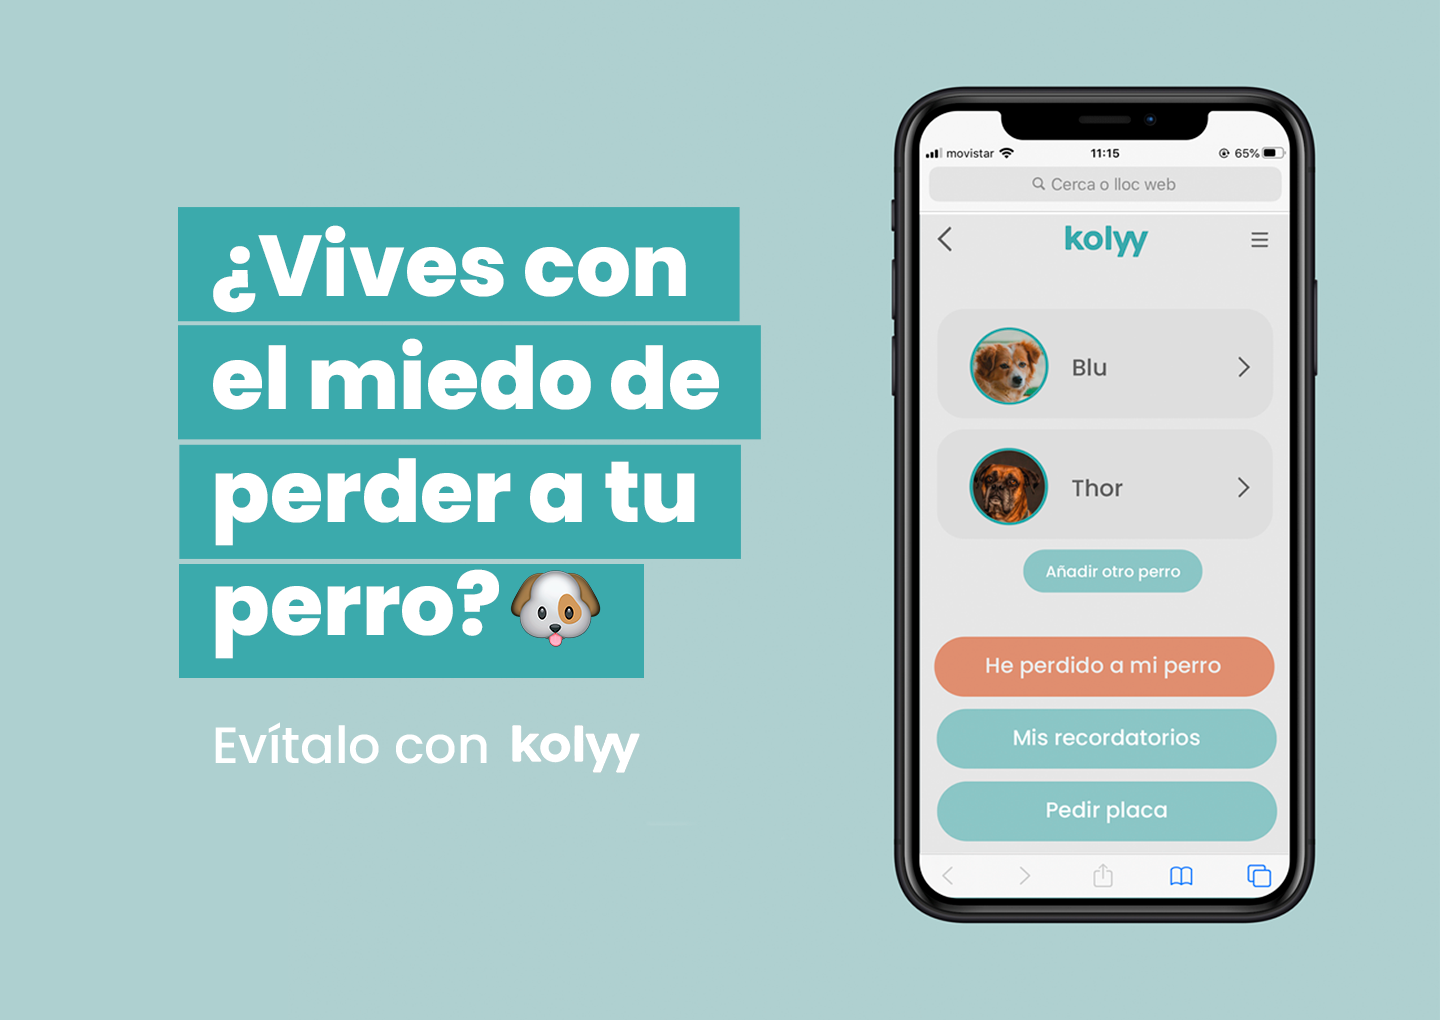 ¿Vives con
el miedo de
perder a tu
perro?
Evítalo con kolyy
movistar 11:15 65%
Cerca o lloc web
kolyy
Blu
Thor
Añadir otro perro
He perdido a mi perro
Mis recordatorios
Pedir placa